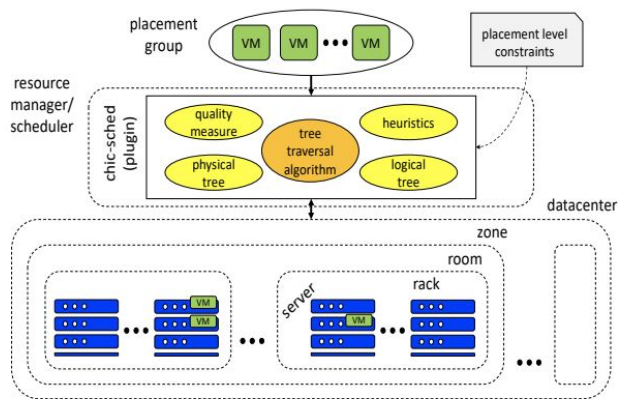 placement
group
VM
VM
VM
placement level
constraints
resource
manager/
scheduler
chic-sched
(plugin)
quality
measure
tree
traversal
algorithm
heuristics
physical
tree
logical
tree
datacenter
zone
room
server
rack
VM
VM
VM